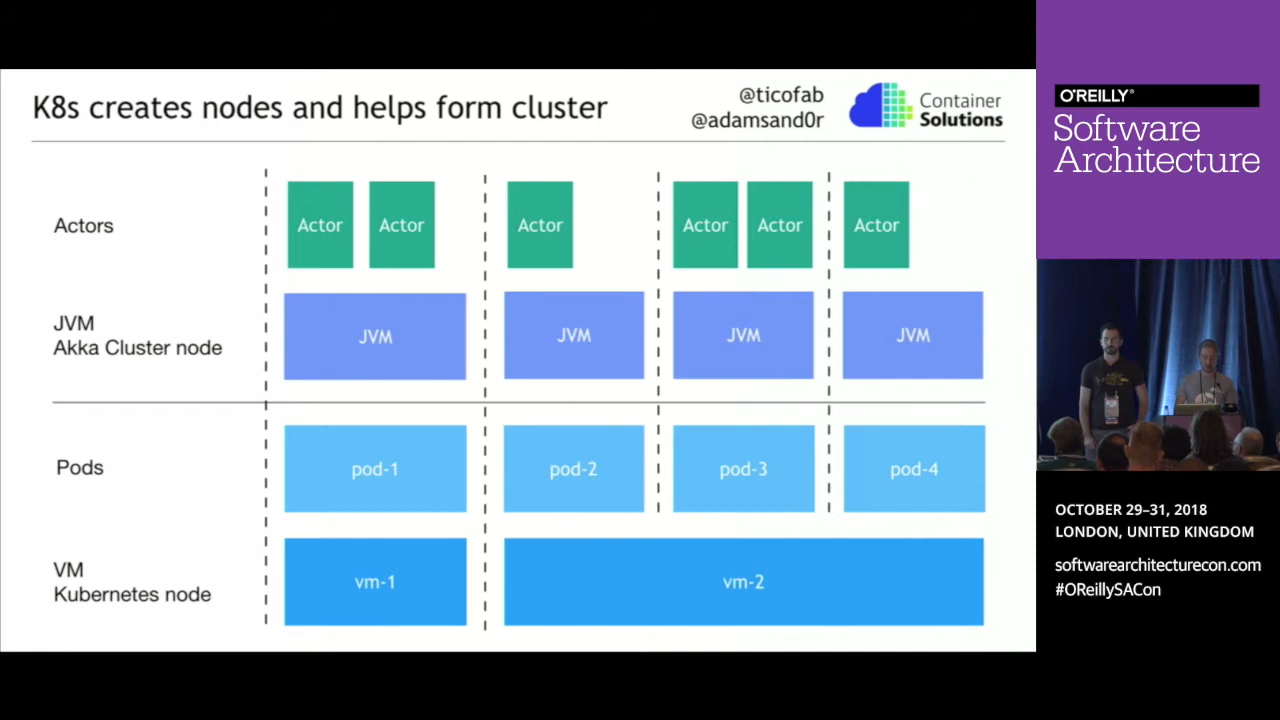 K8s creates nodes and helps form cluster
@ticofab
@adamsand0r
Container
Solutions
Actors
Actor Actor Actor Actor Actor Actor
JVM
Akka Cluster node
JVM JVM JVM JVM
Pods
pod-1 pod-2 pod-3 pod-4
VM
Kubernetes node
vm-1 vm-2
O'REILLY®
Software
Architecture
OCTOBER 29–31, 2018
LONDON, UNITED KINGDOM
softwarearchitecturecon.com
#OReillySACon